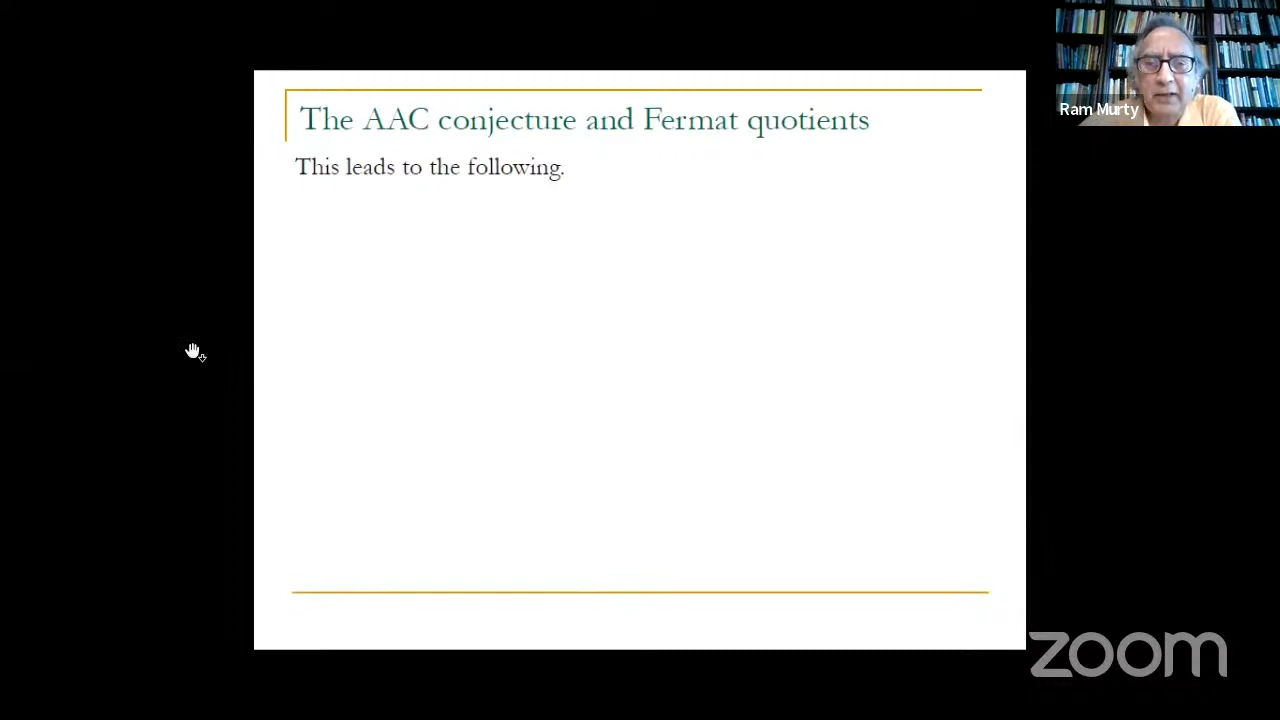 The AAC conjecture and Fermat quotients
This leads to the following.
Ram Murty
zoom